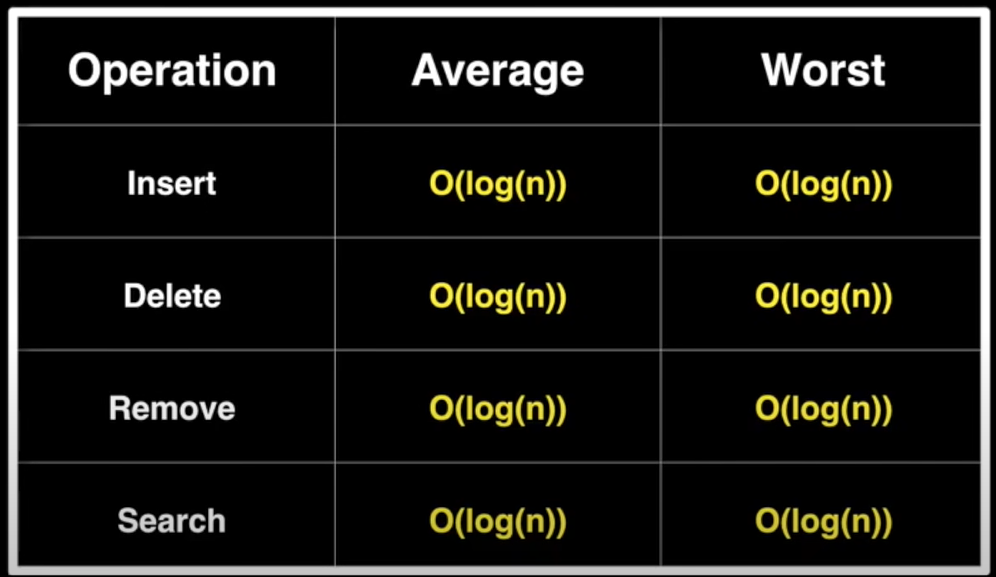 Operation Average Worst
Insert O(log(n)) O(log(n))
Delete O(log(n)) O(log(n))
Remove O(log(n)) O(log(n))
Search O(log(n)) O(log(n))